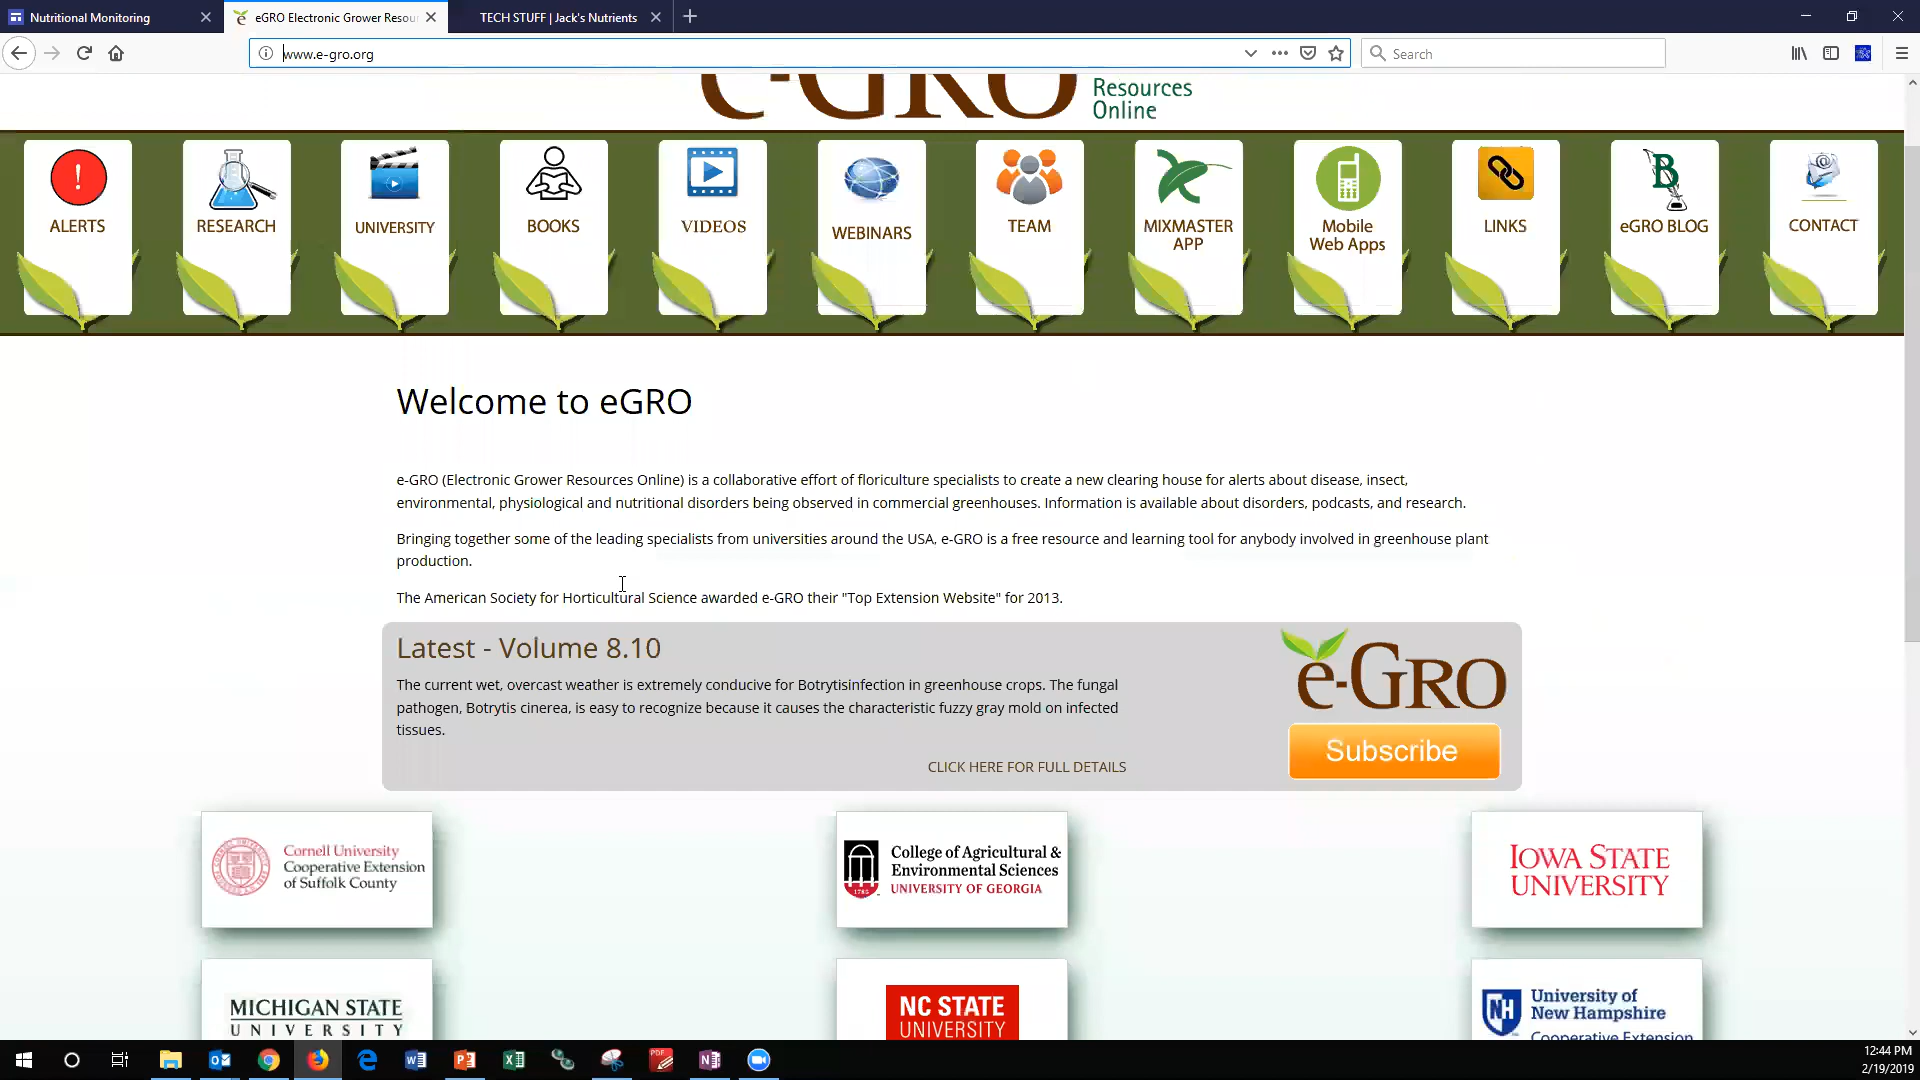 Nutritional Monitoring
eGRO Electronic Grower Resou
TECH STUFF | Jack's Nutrients
www.e-gro.org
Search
e-GRO
Resources
Online
ALERTS
RESEARCH
UNIVERSITY
BOOKS
VIDEOS
WEBINARS
TEAM
MIXMASTER
APP
Mobile
Web Apps
LINKS
B
eGRO BLOG
CONTACT
Welcome to eGRO
e-GRO (Electronic Grower Resources Online) is a collaborative effort of floriculture specialists to create a new clearing house for alerts about disease, insect,
environmental, physiological and nutritional disorders being observed in commercial greenhouses. Information is available about disorders, podcasts, and research.
Bringing together some of the leading specialists from universities around the USA, e-GRO is a free resource and learning tool for anybody involved in greenhouse plant
production.
The American Society for Horticultural Science awarded e-GRO their "Top Extension Website" for 2013.
Latest - Volume 8.10
The current wet, overcast weather is extremely conducive for Botrytisinfection in greenhouse crops. The fungal
pathogen, Botrytis cinerea, is easy to recognize because it causes the characteristic fuzzy gray mold on infected
tissues.
CLICK HERE FOR FULL DETAILS
e-GRO
Subscribe
Cornell University
Cooperative Extension
of Suffolk County
1785
College of Agricultural &
Environmental Sciences
UNIVERSITY OF GEORGIA
IOWA STATE
UNIVERSITY
MICHIGAN STATE
UNIVERSITY
NC STATE
UNIVERSITY
NH
University of
New Hampshire
Cooperative Extension
PDF
12:44 PM
2/19/2019